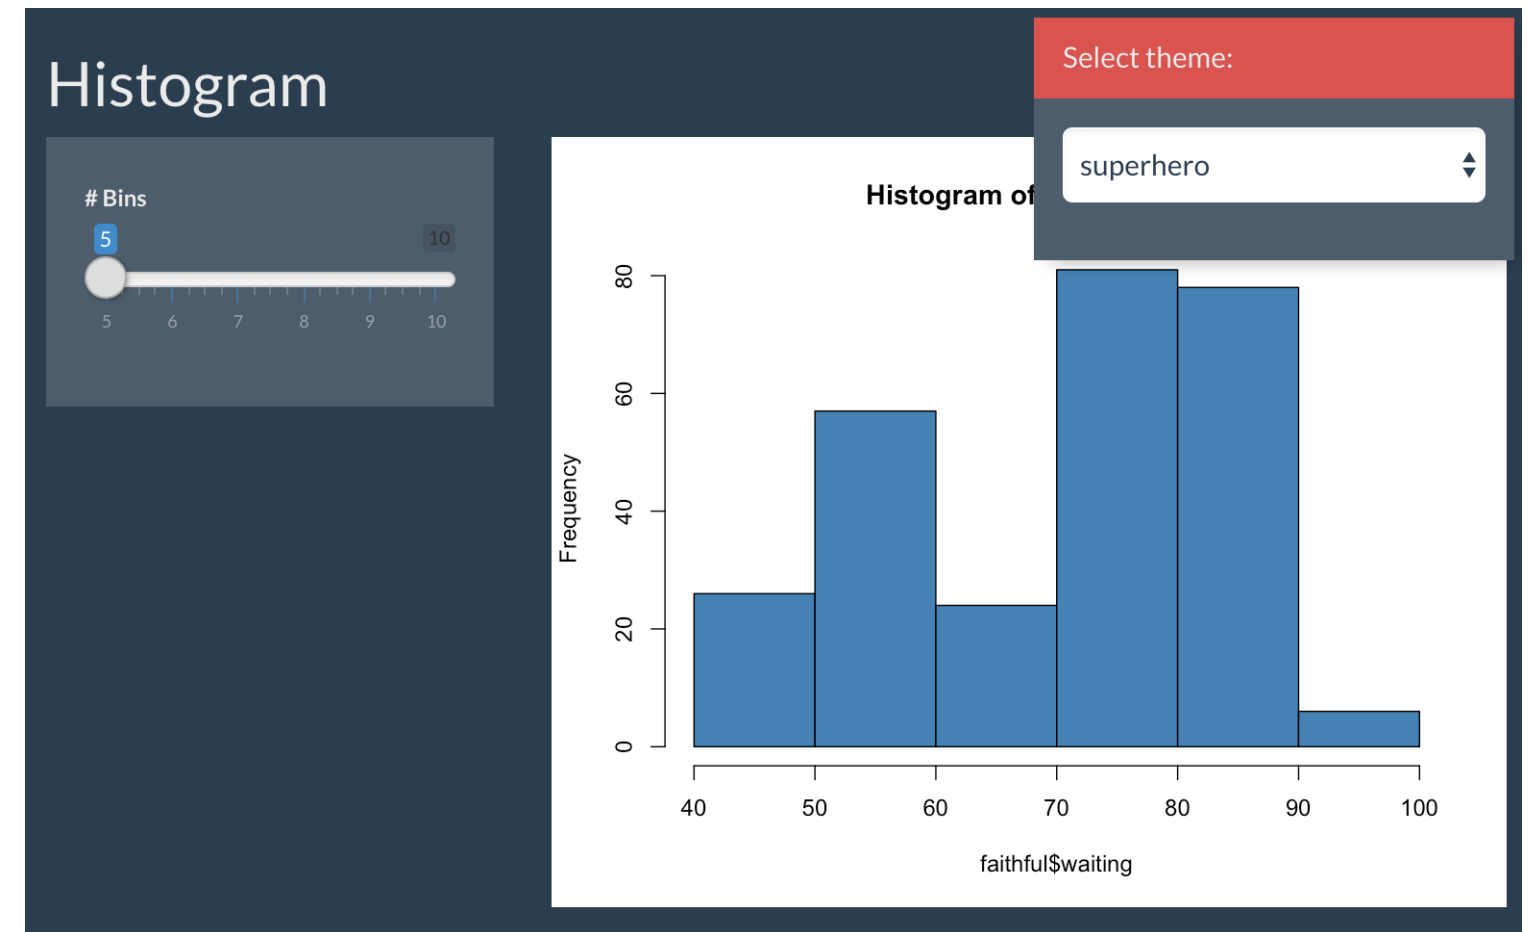 Histogram
Select theme:
superhero
# Bins
5
10
5 6 7 8 9 10
Histogram of
80
60
40
20
0
Frequency
40 50 60 70 80 90 100
faithful$waiting